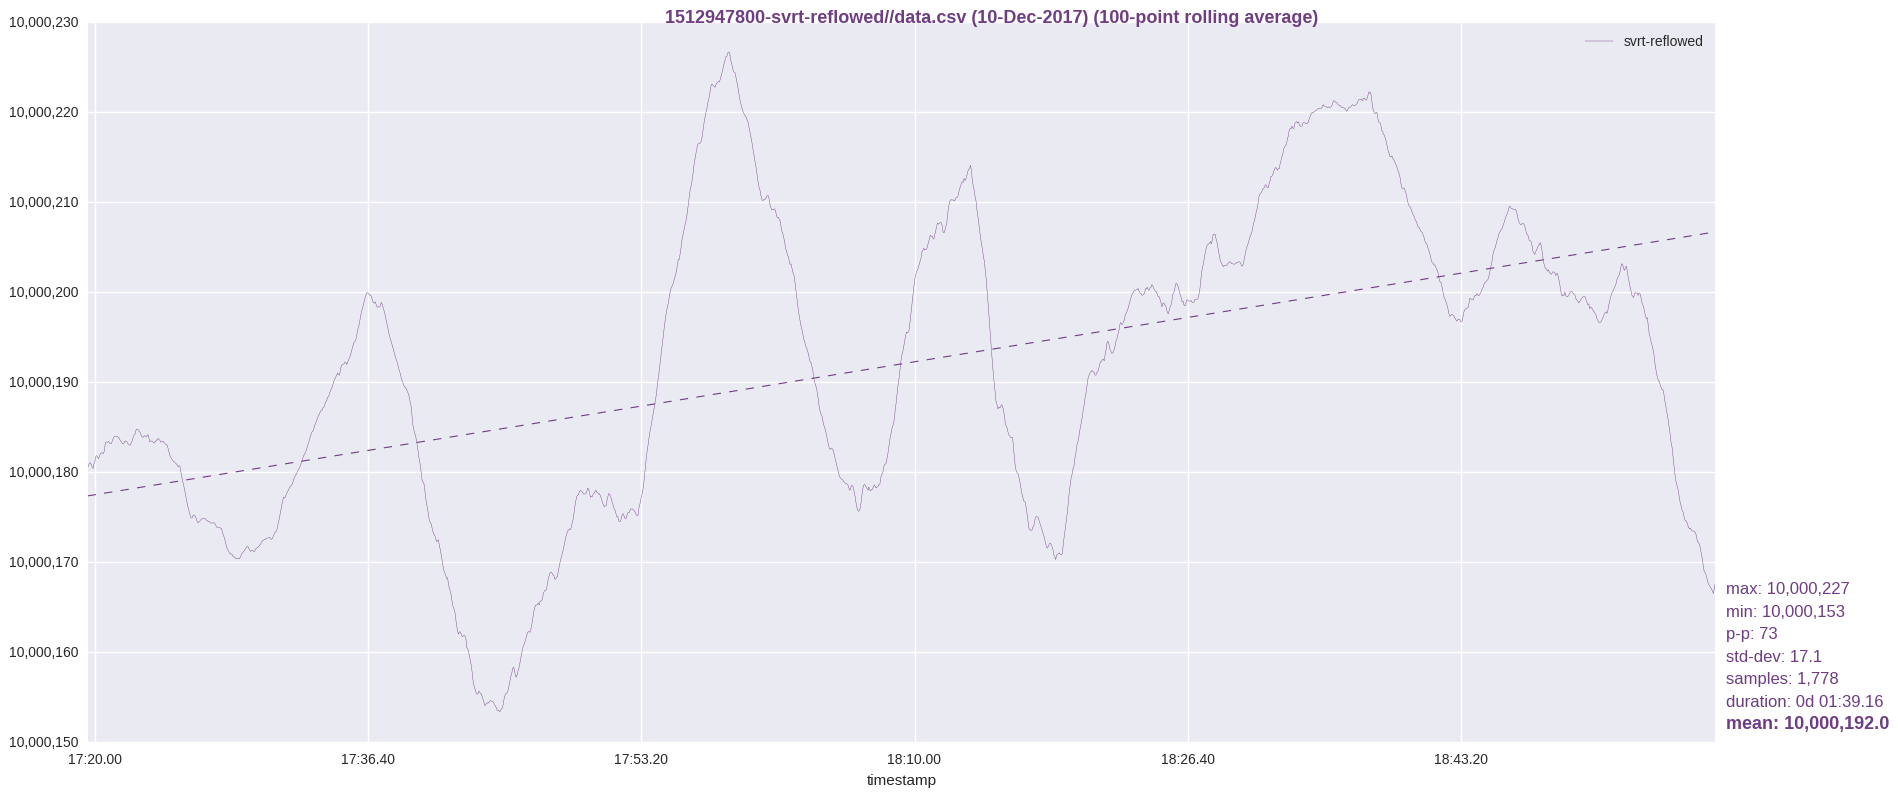 1512947800-svrt-reflowed//data.csv (10-Dec-2017) (100-point rolling average)
svrt-reflowed
10,000,230
10,000,220
10,000,210
10,000,200
10,000,190
10,000,180
10,000,170
10,000,160
10,000,150
17:20.00
17:36.40
17:53.20
18:10.00
18:26.40
18:43.20
timestamp
max: 10,000,227
min: 10,000,153
p-p: 73
std-dev: 17.1
samples: 1,778
duration: 0d 01:39.16
mean: 10,000,192.0